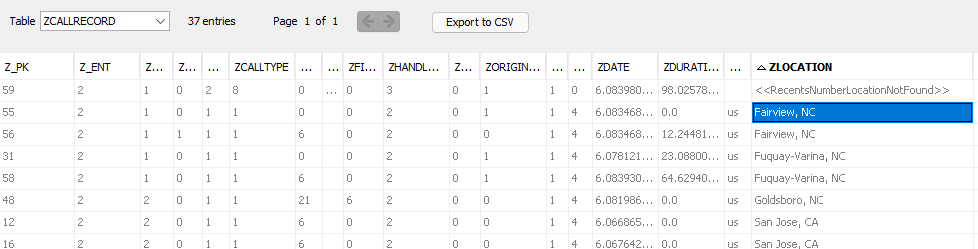 Table ZCALLRECORD 37 entries Page 1 of 1 Export to CSV
Z_PK Z_ENT Z... Z... ... ZCALLTYPE ... ... ZFI... ZHANDL... Z... ZORIGIN... ... ... ZDATE ZDURATI... ... ZLOCATION
59 2 1 0 2 8 0 ... 0 3 0 1 1 0 6.083980... 98.02578... <<RecentsNumberLocationNotFound>>
55 2 1 0 1 1 0 0 2 0 1 1 4 6.083468... 0.0 us Fairview, NC
56 2 1 1 1 1 6 0 2 0 0 1 4 6.083468... 12.24481... us Fairview, NC
31 2 1 0 1 1 0 0 2 0 1 1 4 6.078121... 23.08800... us Fuquay-Varina, NC
58 2 1 0 1 1 6 0 2 0 1 1 4 6.083930... 64.62940... us Fuquay-Varina, NC
48 2 2 0 1 1 21 6 2 0 0 1 4 6.081986... 0.0 us Goldsboro, NC
12 2 2 0 1 1 6 0 2 0 0 1 4 6.066865... 0.0 us San Jose, CA
16 2 2 0 1 1 6 0 2 0 0 1 4 6.067642... 0.0 us San Jose, CA